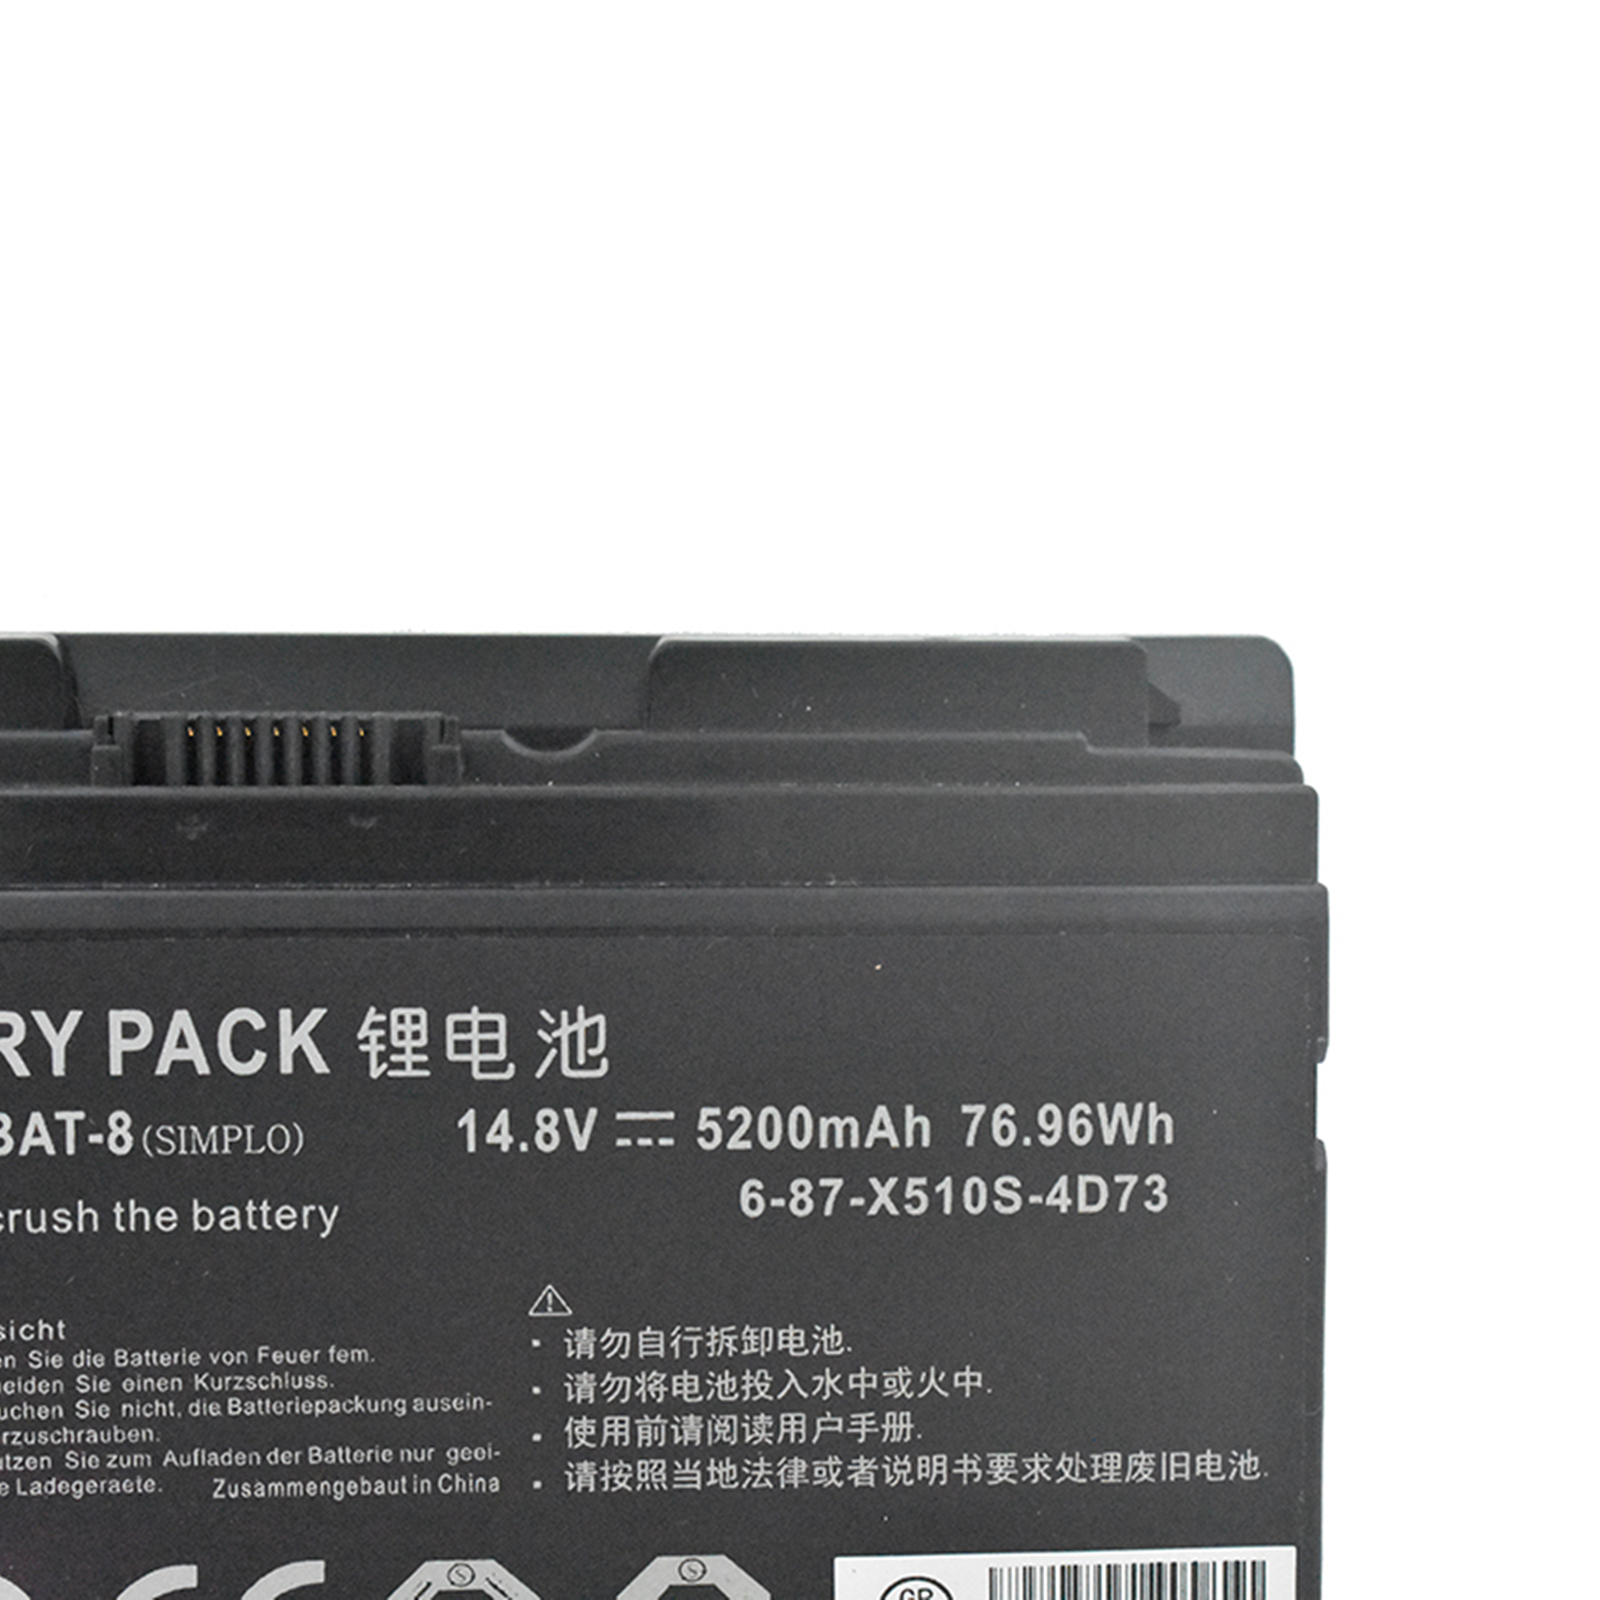 RY PACK 锂电池
BAT-8 (SIMPLO) 14.8V 5200mAh 76.96Wh
6-87-X510S-4D73
crush the battery
sicht
en Sie die Batterie von Feuer fem.
eiden Sie einen Kurzschluss.
uchen Sie nicht, die Batteriepackung ausein-
rzuschrauben.
utzen Sie zum Aufladen der Batterie nur geei-
e Ladegeraete. Zusammengebaut in China
· 请勿自行拆卸电池.
· 请勿将电池投入水中或火中.
· 使用前请阅读用户手册.
· 请按照当地法律或者说明书要求处理废旧电池.